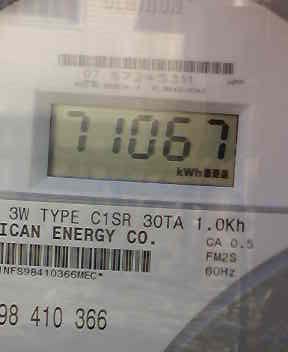 71067
kWh
3W TYPE C1SR 30TA 1.0Kh
ICAN ENERGY CO.
CA 0.5
FM2S
60Hz
NFS98410366MEC*
98 410 366